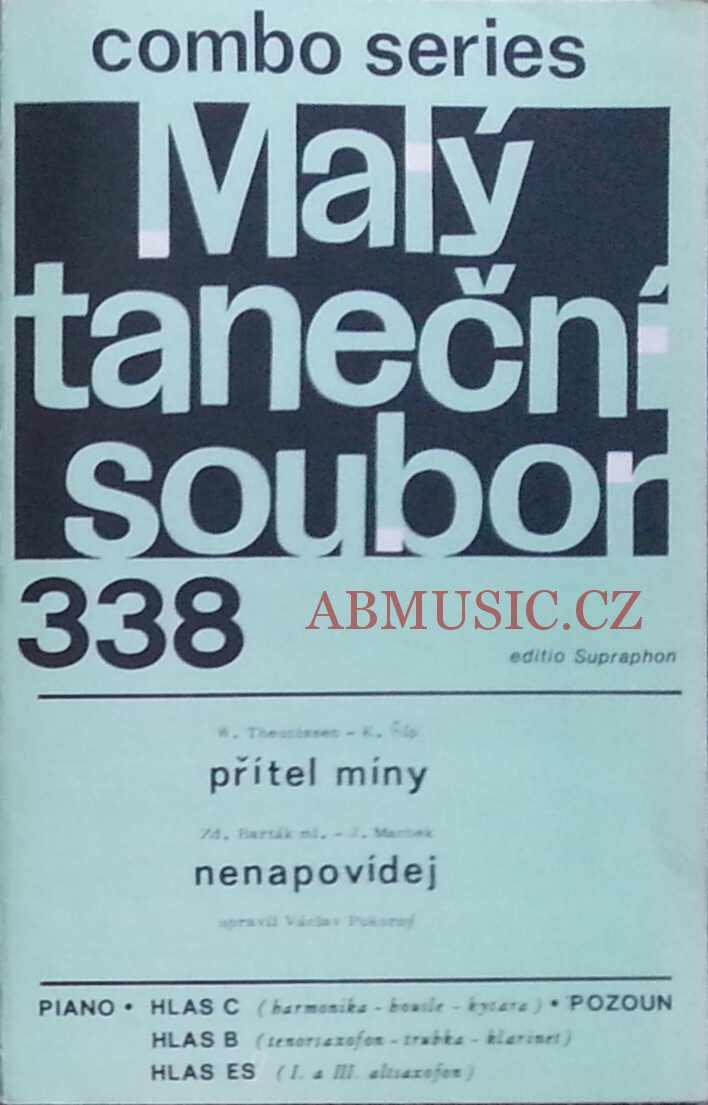 combo series
Malý
taneční
soubor
338
ABMUSIC.CZ
editio Supraphon
W. Theunissen - K. Šíp
přítel míny
Zd. Barták ml. - J. Machek
nenapovídej
upravil Václav Pokorný
PIANO • HLAS C (harmonika - housle - kytara) • POZOUN
HLAS B (tenorsaxofon - trubka - klarinet)
HLAS ES (I. a III. altsaxofon)